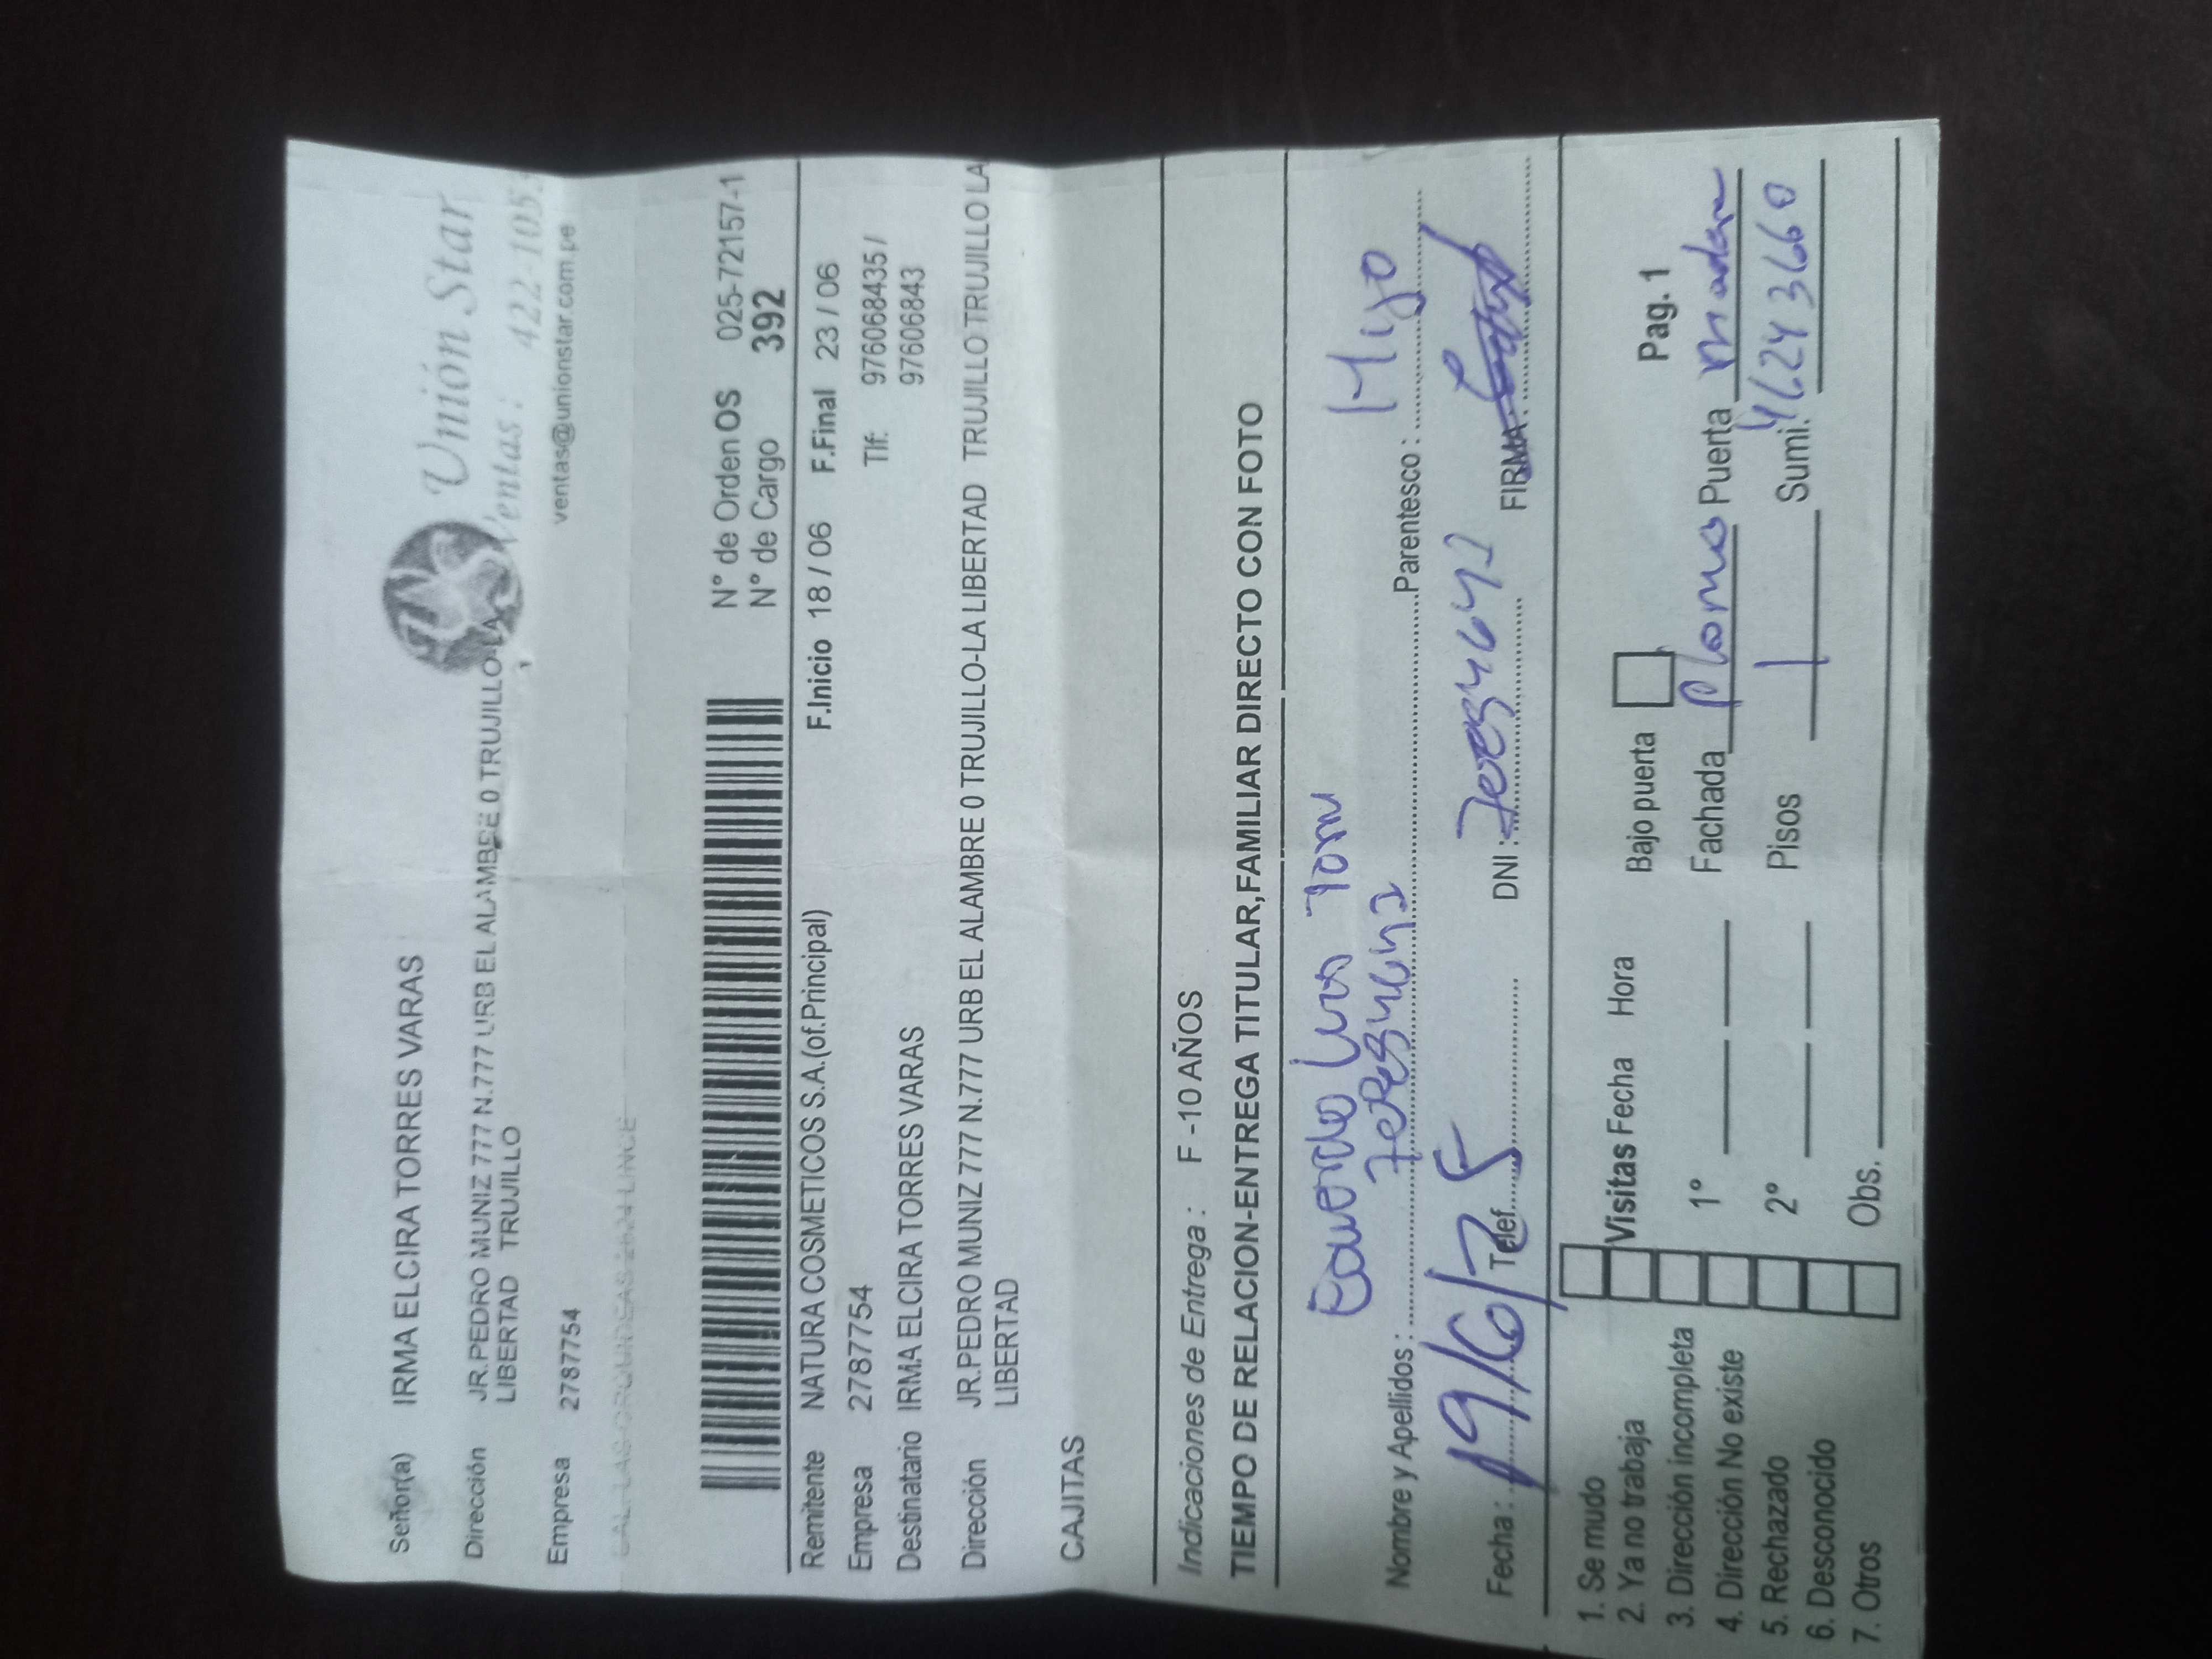 Unión Star
Ventas : 422-105
ventas@unionstar.com.pe
Señor(a) IRMA ELCIRA TORRES VARAS
Dirección JR.PEDRO MUNIZ 777 N.777 URB EL ALAMBRE 0 TRUJILLO-LA
LIBERTAD TRUJILLO
Empresa 2787754
N° de Orden OS 025-72157-1
N° de Cargo 392
Remitente NATURA COSMETICOS S.A.(of.Principal) F.Inicio 18 / 06 F.Final 23 / 06
Empresa 2787754 Tlf: 976068435 /
97606843
Destinatario IRMA ELCIRA TORRES VARAS
Dirección JR.PEDRO MUNIZ 777 N.777 URB EL ALAMBRE 0 TRUJILLO-LA LIBERTAD TRUJILLO TRUJILLO LA
LIBERTAD
CAJITAS
Indicaciones de Entrega : F -10 AÑOS
TIEMPO DE RELACION-ENTREGA TITULAR,FAMILIAR DIRECTO CON FOTO
Nombre y Apellidos : Parentesco : Hijo
Fecha : 19/6/ Telef. DNI : FIRMA:
1. Se mudo
2. Ya no trabaja
3. Dirección incompleta
4. Dirección No existe
5. Rechazado
6. Desconocido
7. Otros
Visitas Fecha Hora
1º
2º
Obs.
Bajo puerta Pag. 1
Fachada Plomo Puerta madera
Pisos 1 Sumi.